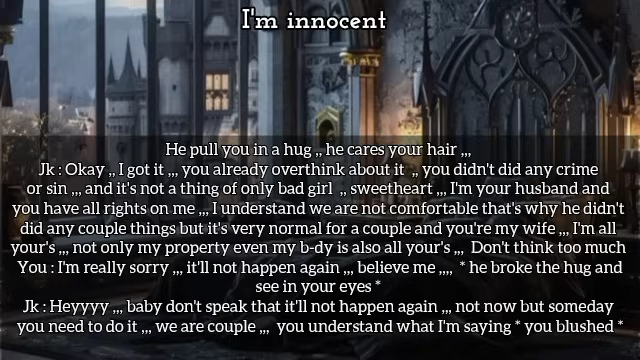 I'm innocent
He pull you in a hug ,, he cares your hair ,,,
Jk : Okay ,, I got it ,,, you already overthink about it ,, you didn't did any crime
or sin ,,, and it's not a thing of only bad girl ,, sweetheart ,,, I'm your husband and
you have all rights on me ,,, I understand we are not comfortable that's why he didn't
did any couple things but it's very normal for a couple and you're my wife ,,, I'm all
your's ,,, not only my property even my b-dy is also all your's ,,, Don't think too much
You : I'm really sorry ,,, it'll not happen again ,,, believe me ,,,, * he broke the hug and
see in your eyes *
Jk : Heyyyy ,,, baby don't speak that it'll not happen again ,,, not now but someday
you need to do it ,,, we are couple ,,, you understand what I'm saying * you blushed *